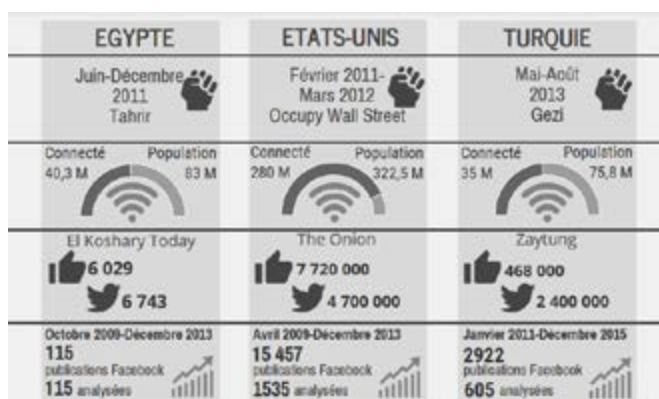 EGYPTE
Juin-Décembre
2011
Tahrir
Connecté Population
40,3 M 83 M
El Koshary Today
6 029
6 743
Octobre 2009-Décembre 2013
115
publications Facebook
115 analysées
ETATS-UNIS
Février 2011-
Mars 2012
Occupy Wall Street
Connecté Population
280 M 322,5 M
The Onion
7 720 000
4 700 000
Avril 2009-Décembre 2013
15 457
publications Facebook
1535 analysées
TURQUIE
Mai-Août
2013
Gezi
Connecté Population
35 M 75,8 M
Zaytung
468 000
2 400 000
Janvier 2011-Décembre 2015
2922
publications Facebook
605 analysées